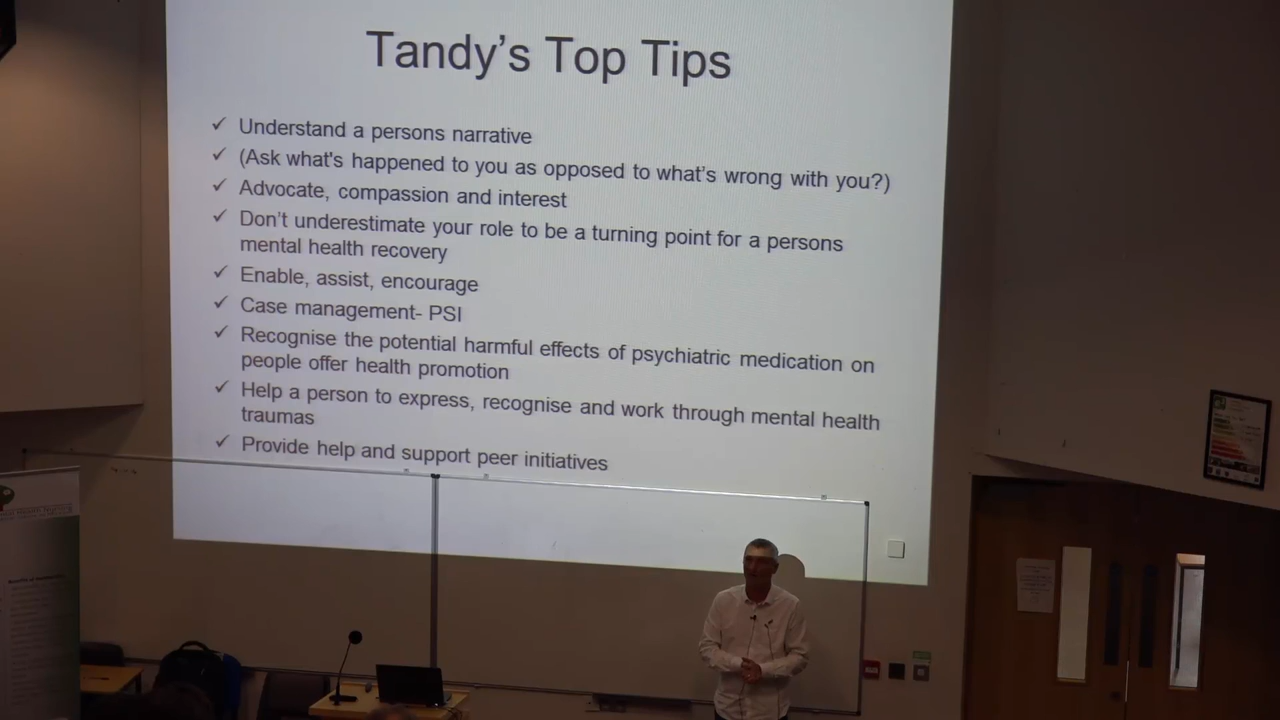 Tandy's Top Tips
✓ Understand a persons narrative
✓ (Ask what's happened to you as opposed to what's wrong with you?)
✓ Advocate, compassion and interest
✓ Don't underestimate your role to be a turning point for a persons
mental health recovery
✓ Enable, assist, encourage
✓ Case management- PSI
✓ Recognise the potential harmful effects of psychiatric medication on
people offer health promotion
✓ Help a person to express, recognise and work through mental health
traumas
✓ Provide help and support peer initiatives